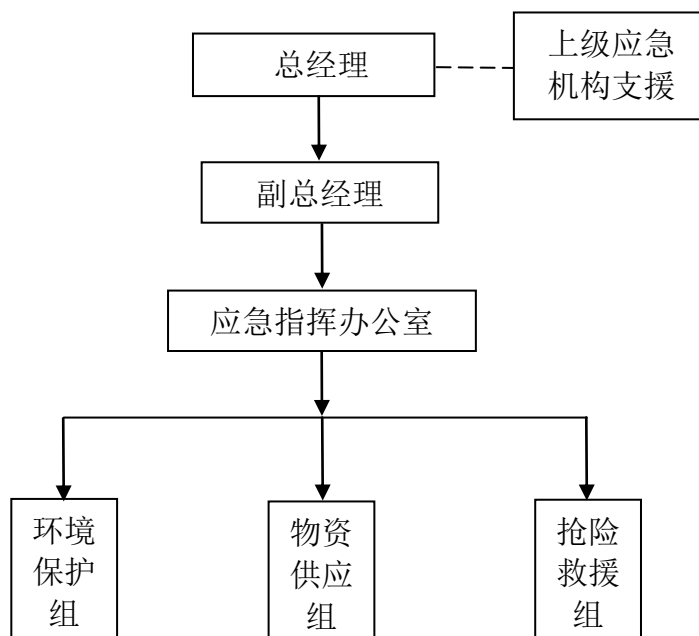 总经理
上级应急
机构支援
副总经理
应急指挥办公室
环境
保护
组
物资
供应
组
抢险
救援
组